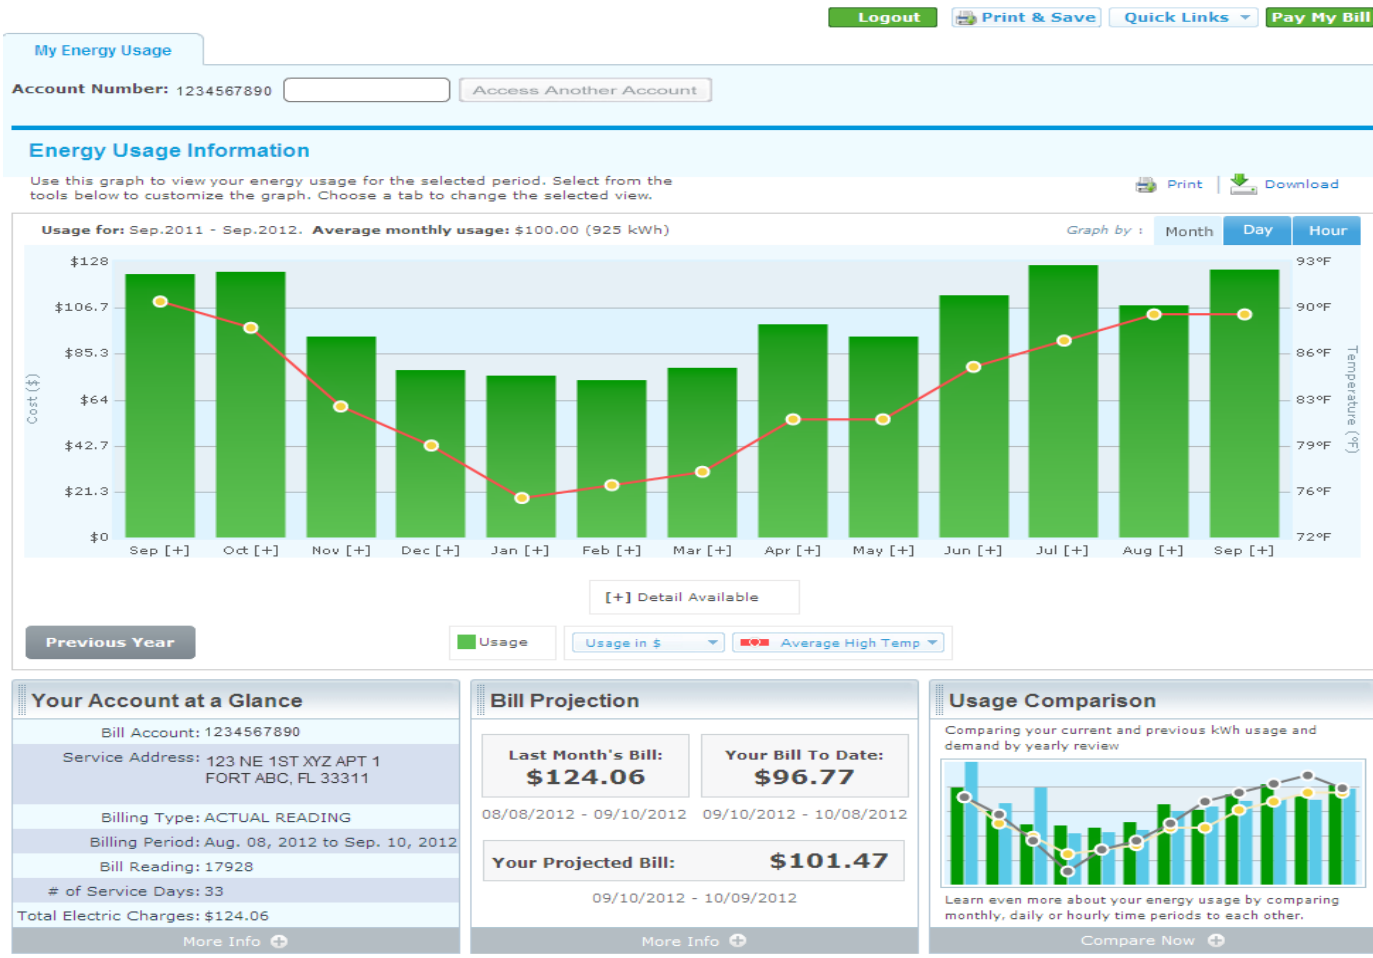 Logout Print & Save Quick Links Pay My Bill
My Energy Usage
Account Number: 1234567890 Access Another Account
Energy Usage Information
Use this graph to view your energy usage for the selected period. Select from the
tools below to customize the graph. Choose a tab to change the selected view.
Print Download
Usage for: Sep.2011 - Sep.2012. Average monthly usage: $100.00 (925 kWh)
Graph by : Month Day Hour
$128 93°F
$106.7 90°F
$85.3 86°F
$64 83°F
$42.7 79°F
$21.3 76°F
$0 72°F
Cost ($)
Temperature (°F)
Sep [+] Oct [+] Nov [+] Dec [+] Jan [+] Feb [+] Mar [+] Apr [+] May [+] Jun [+] Jul [+] Aug [+] Sep [+]
[+] Detail Available
Previous Year Usage Usage in $ Average High Temp
Your Account at a Glance
Bill Account: 1234567890
Service Address: 123 NE 1ST XYZ APT 1
FORT ABC, FL 33311
Billing Type: ACTUAL READING
Billing Period: Aug. 08, 2012 to Sep. 10, 2012
Bill Reading: 17928
# of Service Days: 33
Total Electric Charges: $124.06
More Info
Bill Projection
Last Month's Bill:
$124.06
08/08/2012 - 09/10/2012
Your Bill To Date:
$96.77
09/10/2012 - 10/08/2012
Your Projected Bill: $101.47
09/10/2012 - 10/09/2012
More Info
Usage Comparison
Comparing your current and previous kWh usage and
demand by yearly review
Learn even more about your energy usage by comparing
monthly, daily or hourly time periods to each other.
Compare Now